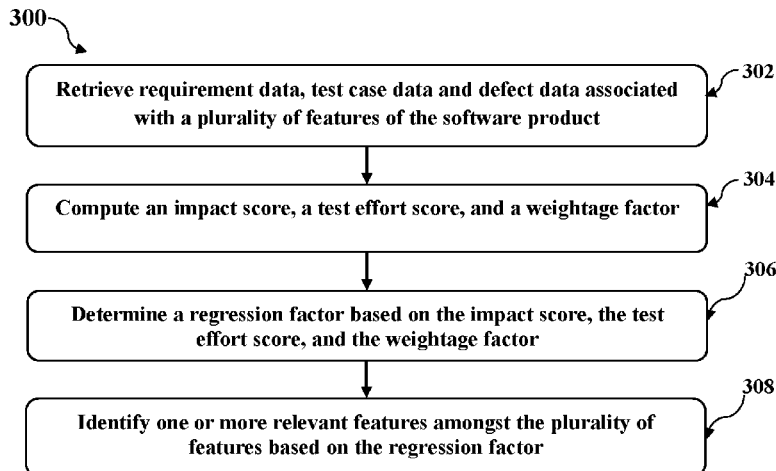 300
302
Retrieve requirement data, test case data and defect data associated
with a plurality of features of the software product
304
Compute an impact score, a test effort score, and a weightage factor
306
Determine a regression factor based on the impact score, the test
effort score, and the weightage factor
308
Identify one or more relevant features amongst the plurality of
features based on the regression factor